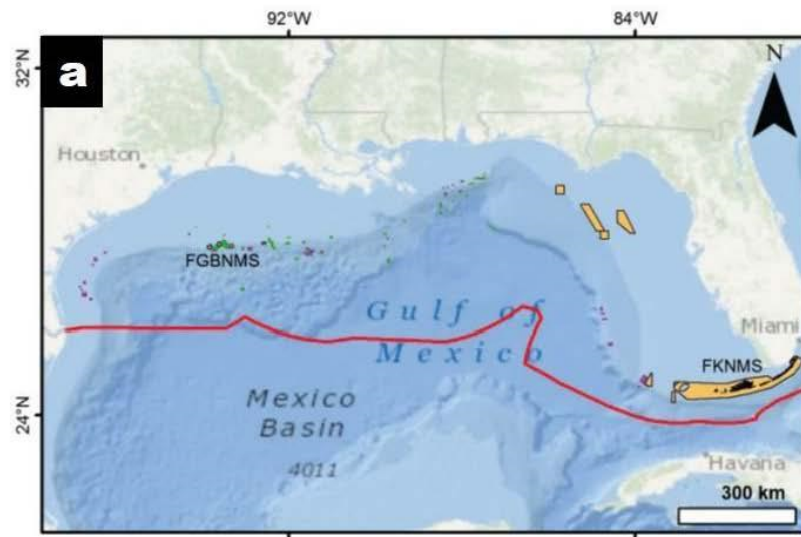 92°W
84°W
a
N
32°N
Houston
FGBNMS
Gulf of
Mexico
Miami
FKNMS
Mexico
Basin
4011
24°N
Havana
300 km